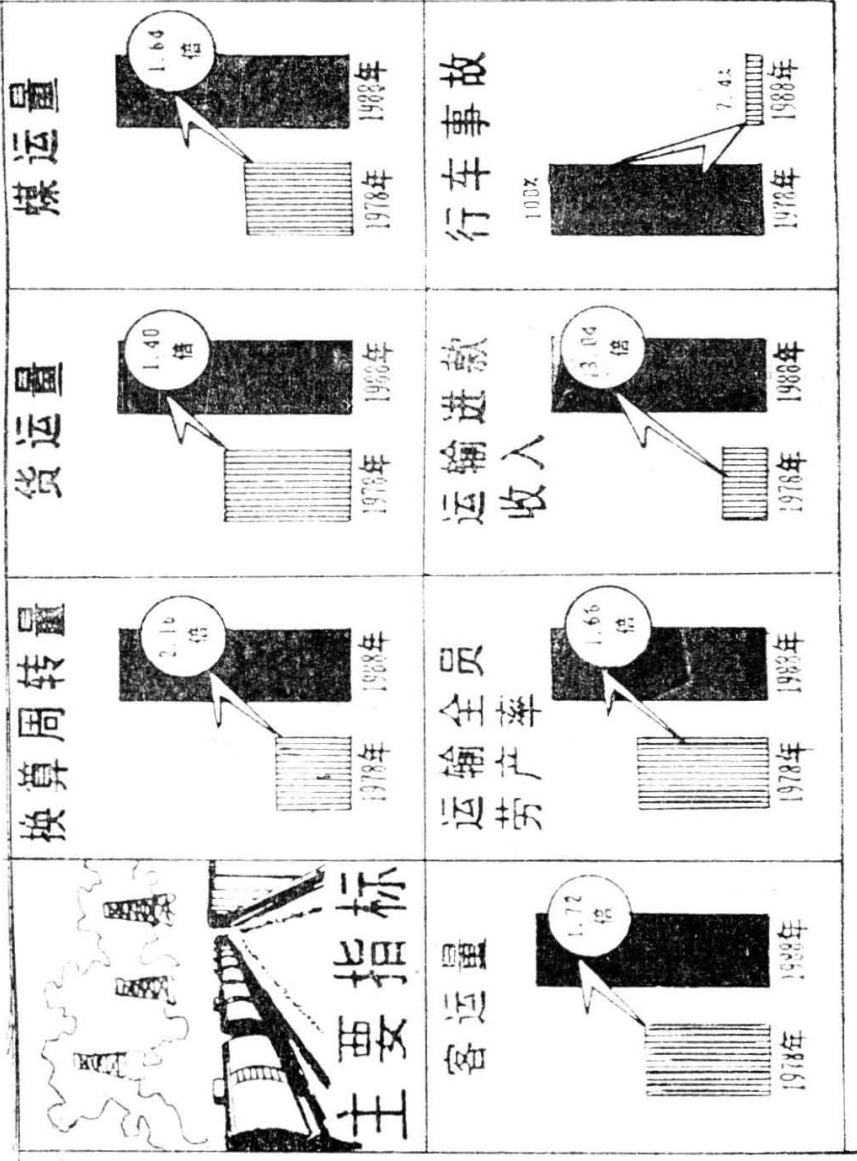 主要指标
换算周转量
2.16
倍
1978年
1988年
货运量
1.40
倍
1978年
1988年
煤运量
1.64
倍
1978年
1988年
客运量
1.72
倍
1978年
1988年
运输全员
劳产率
1.66
倍
1978年
1988年
运输进款
收入
3.04
倍
1978年
1988年
行车事故
100%
7.4%
1978年
1988年